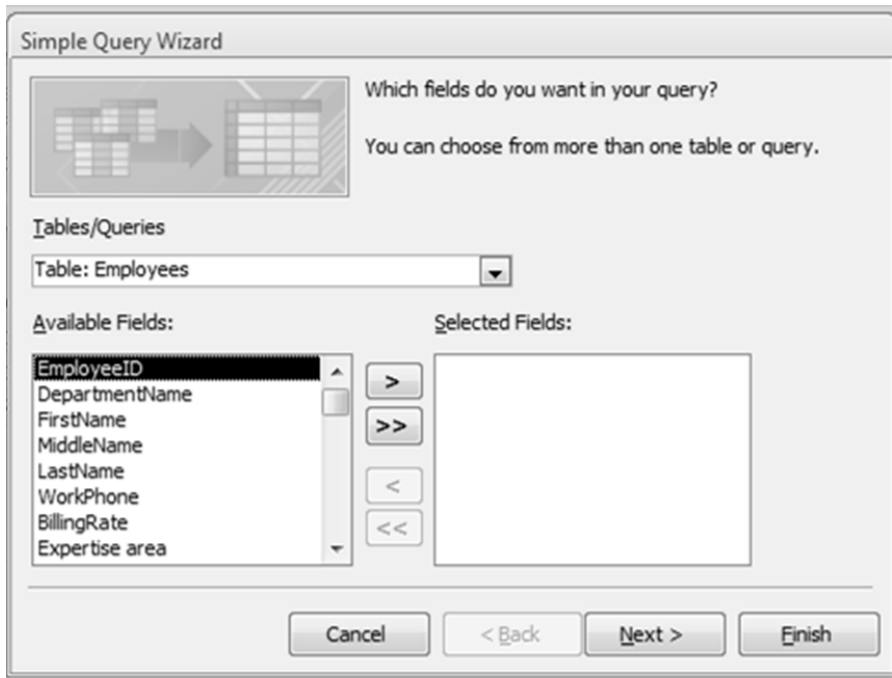 Simple Query Wizard
Which fields do you want in your query?
You can choose from more than one table or query.
Tables/Queries
Table: Employees
Available Fields:
Selected Fields:
EmployeeID
DepartmentName
FirstName
MiddleName
LastName
WorkPhone
BillingRate
Expertise area
>
>>
<
<<
Cancel
< Back
Next >
Finish